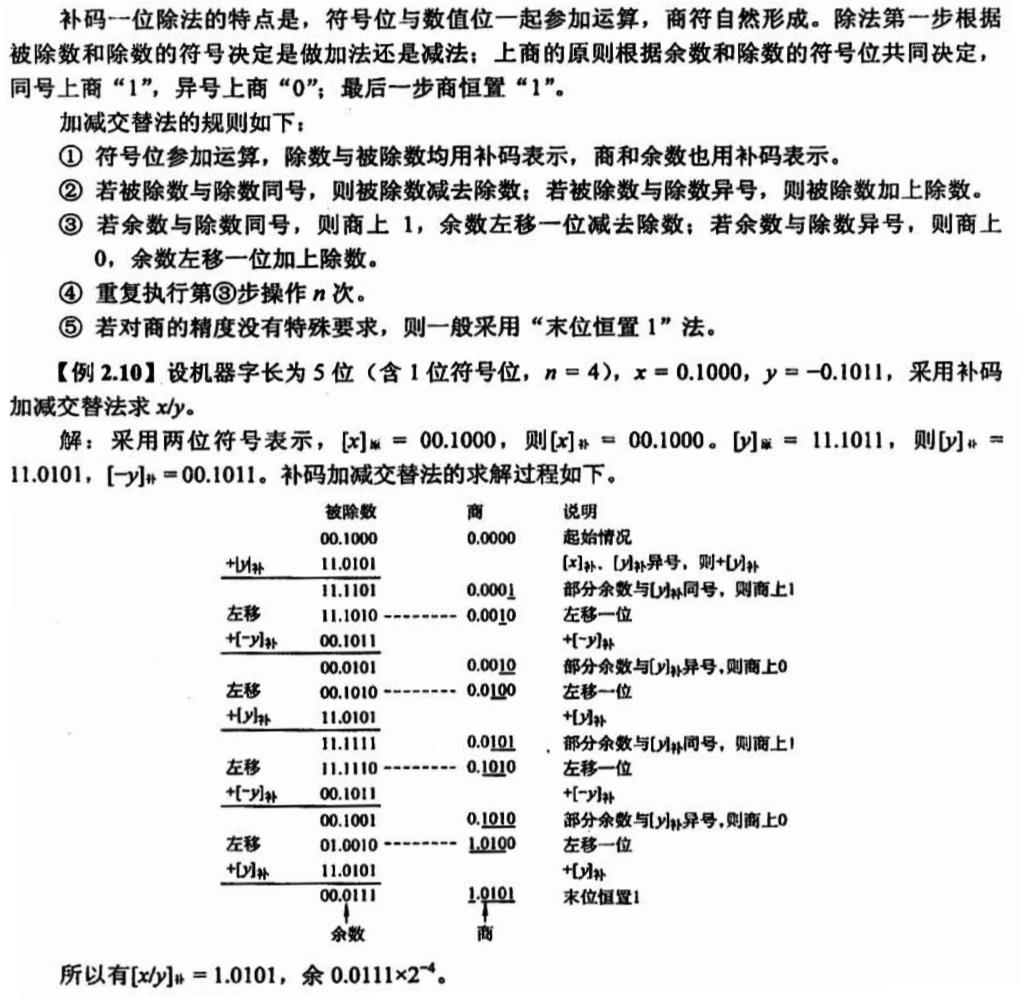 补码一位除法的特点是，符号位与数值位一起参加运算，商符自然形成。除法第一步根据
被除数和除数的符号决定是做加法还是减法；上商的原则根据余数和除数的符号位共同决定，
同号上商“1”，异号上商“0”；最后一步商恒置“1”。
加减交替法的规则如下：
① 符号位参加运算，除数与被除数均用补码表示，商和余数也用补码表示。
② 若被除数与除数同号，则被除数减去除数；若被除数与除数异号，则被除数加上除数。
③ 若余数与除数同号，则商上 1，余数左移一位减去除数；若余数与除数异号，则商上
0，余数左移一位加上除数。
④ 重复执行第③步操作 n 次。
⑤ 若对商的精度没有特殊要求，则一般采用“末位恒置 1”法。
【例 2.10】设机器字长为 5 位（含 1 位符号位，n = 4），x = 0.1000，y = −0.1011，采用补码
加减交替法求 x/y。
解：采用两位符号表示，[x]原 = 00.1000，则[x]补 = 00.1000。[y]原 = 11.1011，则[y]补 =
11.0101，[−y]补 = 00.1011。补码加减交替法的求解过程如下。
被除数 商 说明
00.1000 0.0000 起始情况
+[y]补 11.0101 [x]补、[y]补异号，则+[y]补
11.1101 0.0001 部分余数与[y]补同号，则商上1
左移 11.1010 -------- 0.0010 左移一位
+[−y]补 00.1011 +[−y]补
00.0101 0.0010 部分余数与[y]补异号，则商上0
左移 00.1010 -------- 0.0100 左移一位
+[y]补 11.0101 +[y]补
11.1111 0.0101 部分余数与[y]补同号，则商上1
左移 11.1110 -------- 0.1010 左移一位
+[−y]补 00.1011 +[−y]补
00.1001 0.1010 部分余数与[y]补异号，则商上0
左移 01.0010 -------- 1.0100 左移一位
+[y]补 11.0101 +[y]补
00.0111 1.0101 末位恒置1
余数 商
所以有[x/y]补 = 1.0101，余 0.0111×2⁻⁴。